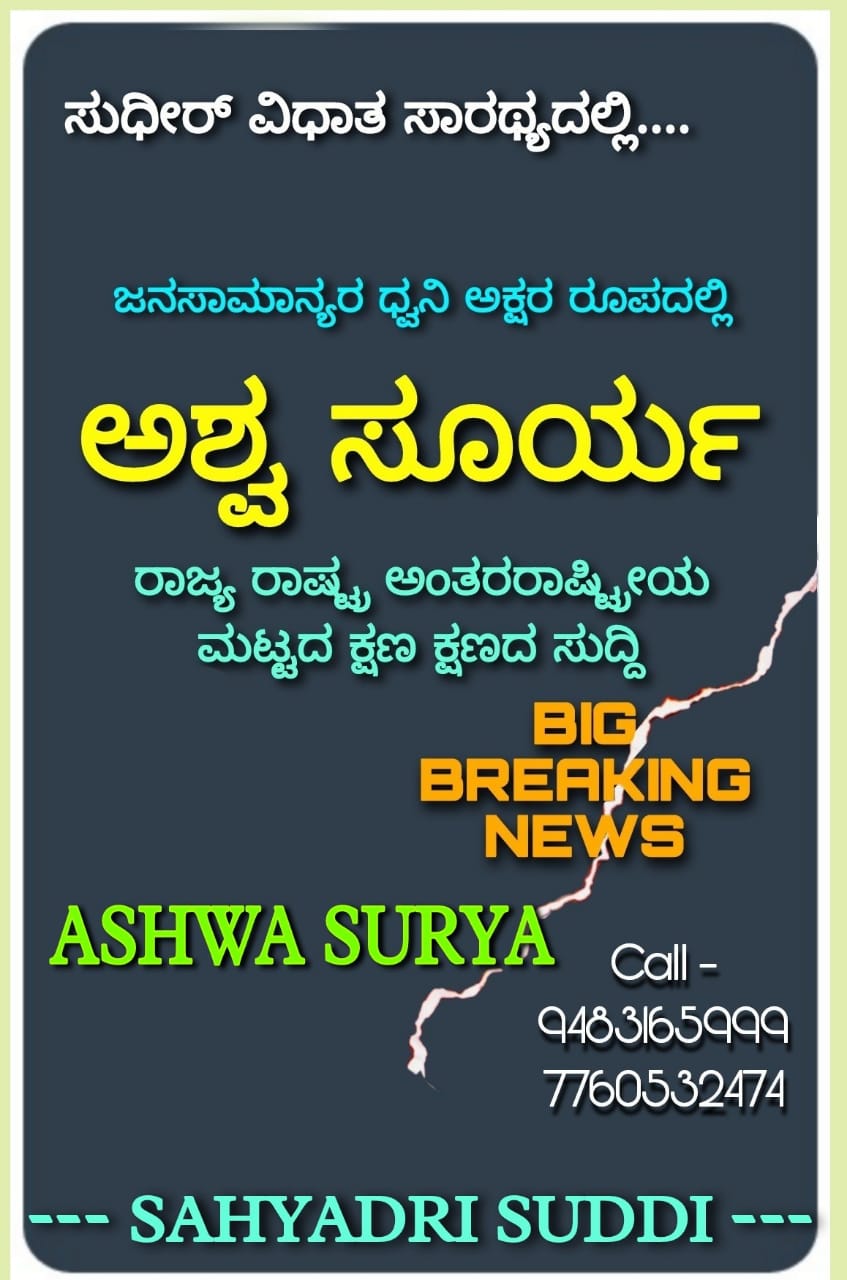 ಸುಧೀರ್ ವಿಧಾತ ಸಾರಥ್ಯದಲ್ಲಿ....
ಜನಸಾಮಾನ್ಯರ ಧ್ವನಿ ಅಕ್ಷರ ರೂಪದಲ್ಲಿ
ಅಶ್ವ ಸೂರ್ಯ
ರಾಜ್ಯ ರಾಷ್ಟ್ರ ಅಂತರರಾಷ್ಟ್ರೀಯ
ಮಟ್ಟದ ಕ್ಷಣ ಕ್ಷಣದ ಸುದ್ದಿ
BIG
BREAKING
NEWS
ASHWA SURYA
Call -
9483165999
7760532474
--- SAHYADRI SUDDI ---